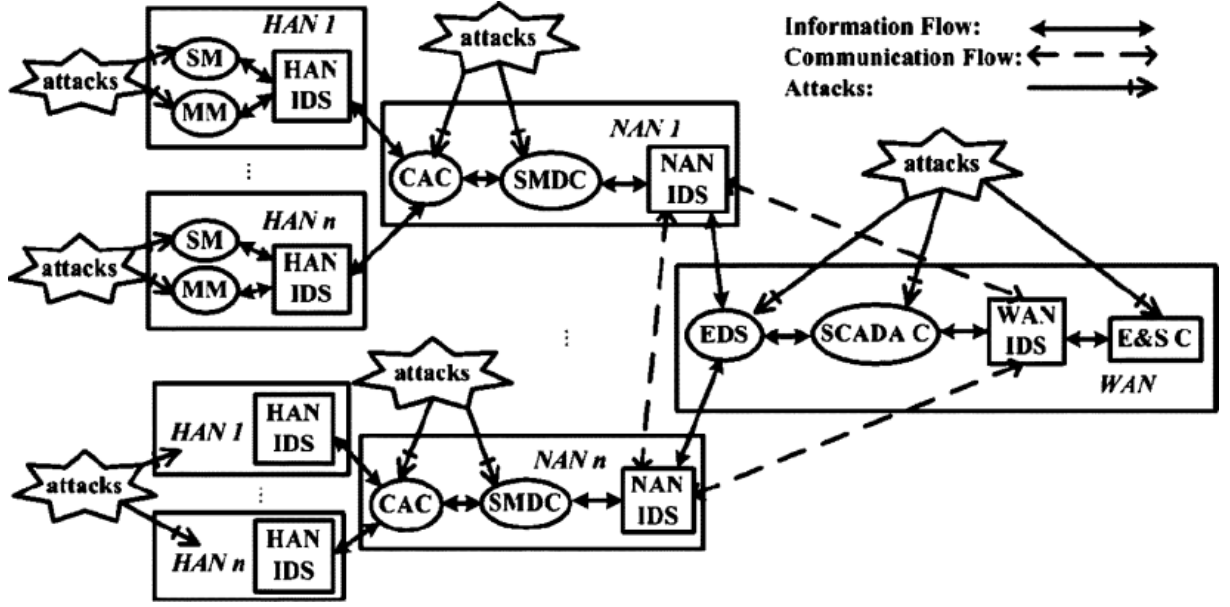 HAN 1
attacks
SM
MM
HAN
IDS
attacks
Information Flow:
Communication Flow:
Attacks:
NAN 1
CAC
SMDC
NAN
IDS
attacks
HAN n
attacks
SM
MM
HAN
IDS
EDS
SCADA C
WAN
IDS
E&S C
WAN
attacks
HAN 1
HAN
IDS
attacks
HAN n
HAN
IDS
NAN n
CAC
SMDC
NAN
IDS